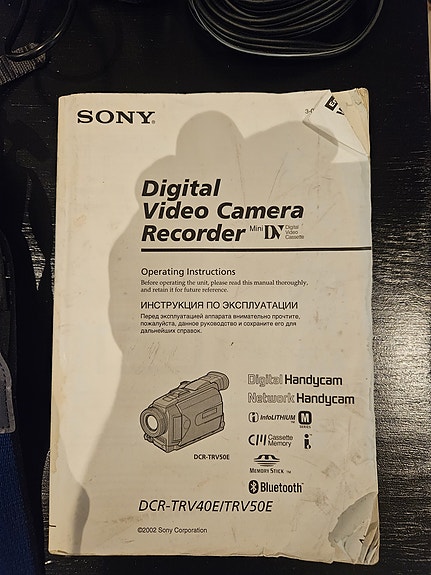 SONY®
Digital
Video Camera
Recorder
Mini DV Digital Video Cassette
Operating Instructions
Before operating the unit, please read this manual thoroughly,
and retain it for future reference.
ИНСТРУКЦИЯ ПО ЭКСПЛУАТАЦИИ
Перед эксплуатацией аппарата внимательно прочтите,
пожалуйста, данное руководство и сохраните его для
дальнейших справок.
Digital Handycam
Network Handycam
InfoLITHIUM™ M SERIES
Cassette Memory
DCR-TRV50E
MEMORY STICK™
Bluetooth™
DCR-TRV40E/TRV50E
©2002 Sony Corporation